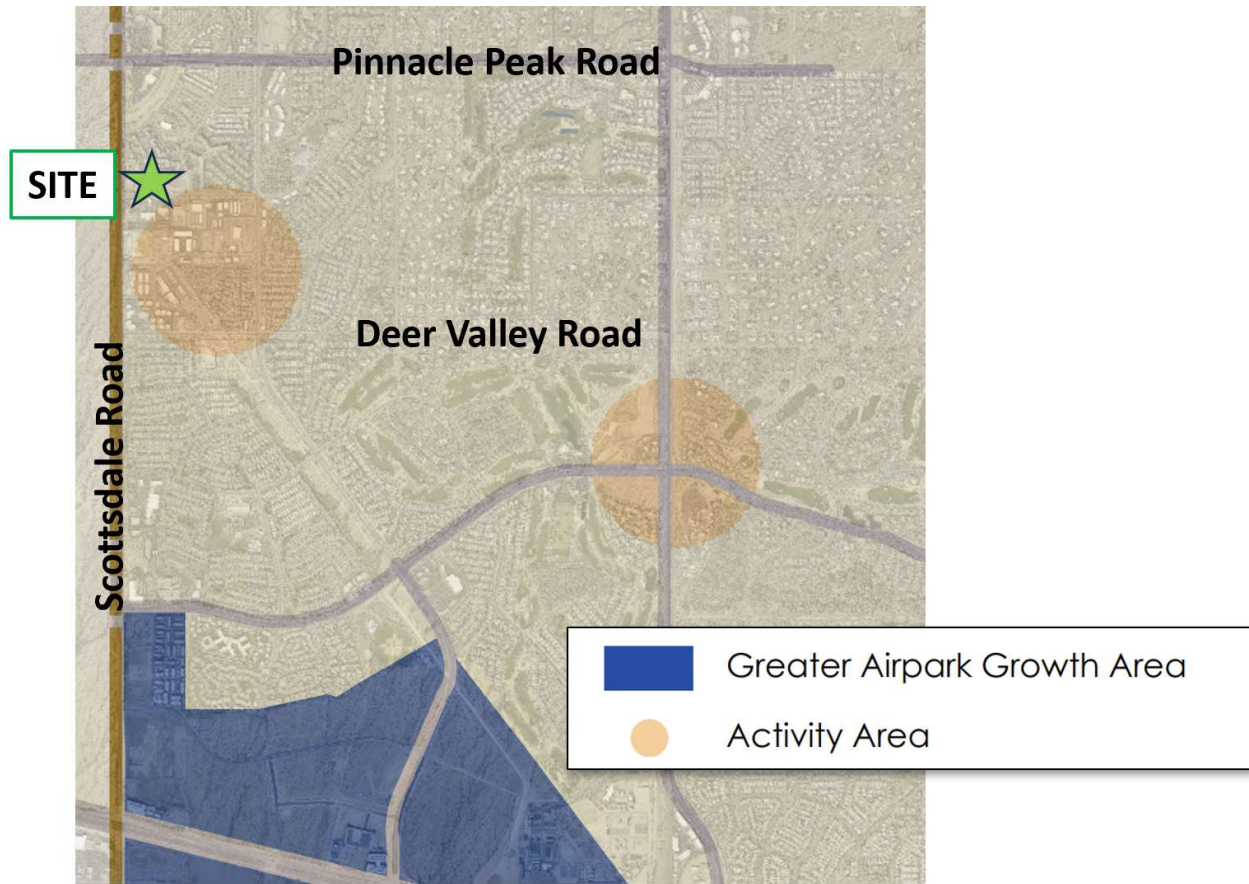 Pinnacle Peak Road
SITE
Deer Valley Road
Scottsdale Road
Greater Airpark Growth Area
Activity Area